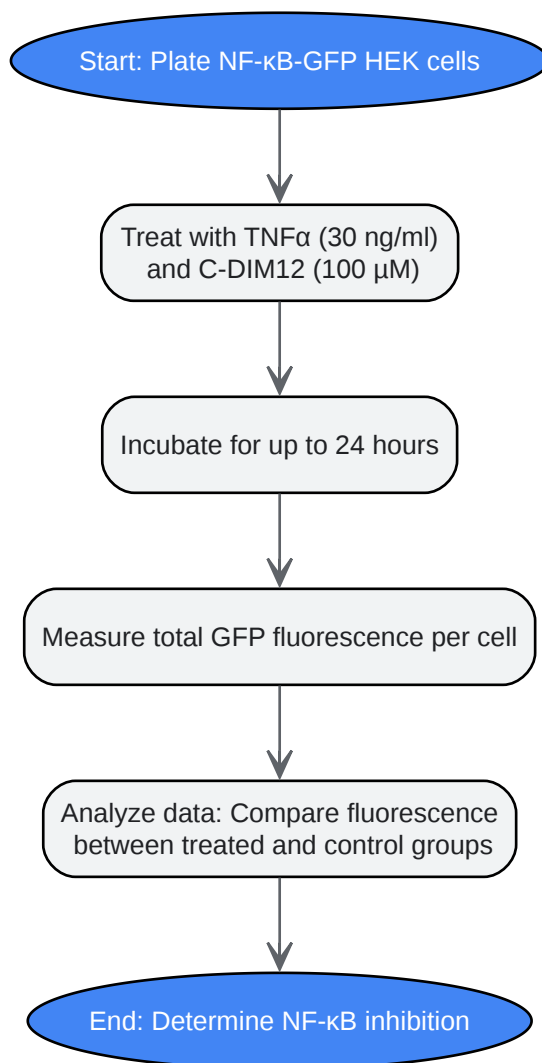 Start: Plate NF-κB-GFP HEK cells
Treat with TNFα (30 ng/ml)
and C-DIM12 (100 µM)
Incubate for up to 24 hours
Measure total GFP fluorescence per cell
Analyze data: Compare fluorescence
between treated and control groups
End: Determine NF-κB inhibition